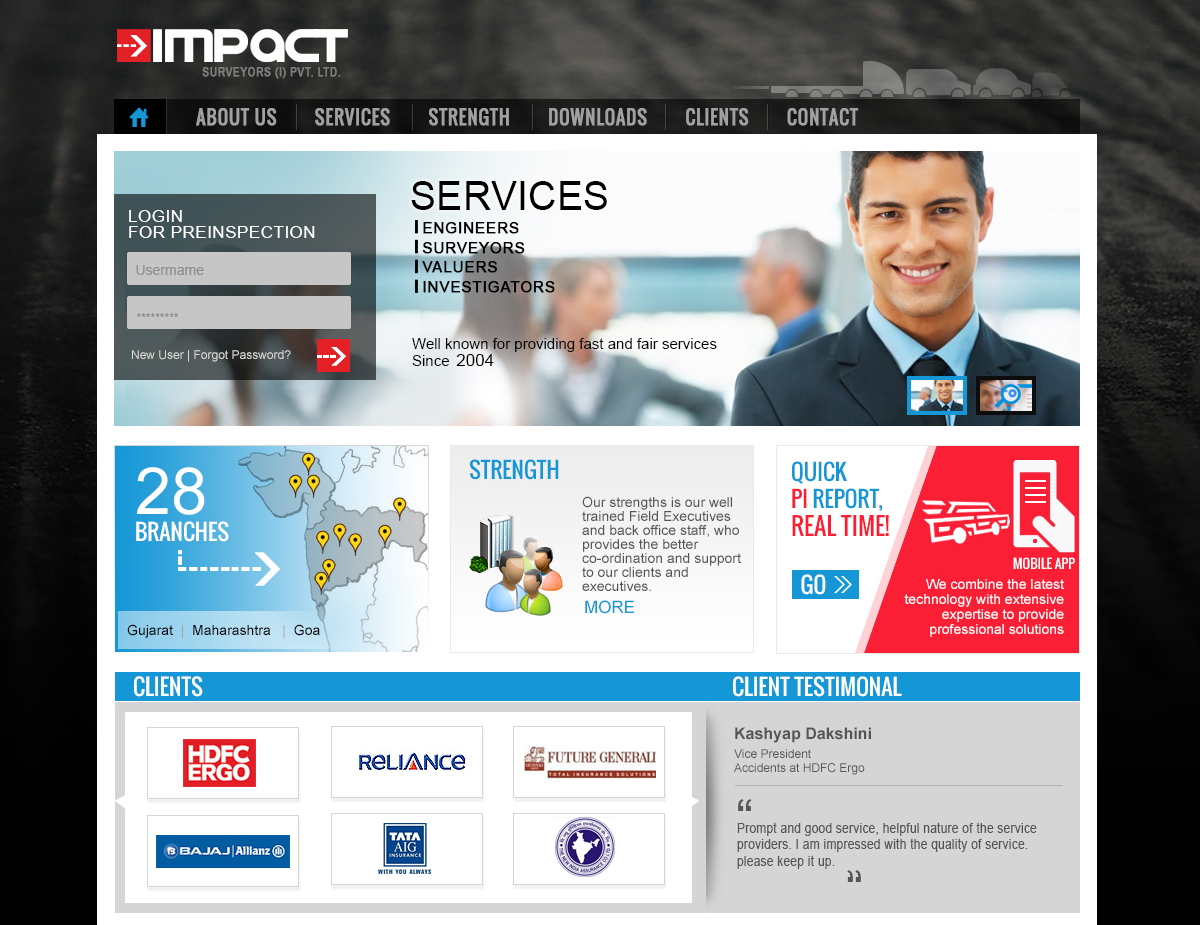 IMPACT
SURVEYORS (I) PVT. LTD.
ABOUT US
SERVICES
STRENGTH
DOWNLOADS
CLIENTS
CONTACT
LOGIN
FOR PREINSPECTION
Username
*********
New User | Forgot Password?
SERVICES
ENGINEERS
SURVEYORS
VALUERS
INVESTIGATORS
Well known for providing fast and fair services
Since 2004
28
BRANCHES
Gujarat | Maharashtra | Goa
STRENGTH
Our strengths is our well
trained Field Executives
and back office staff, who
provides the better
co-ordination and support
to our clients and
executives.
MORE
QUICK
PI REPORT,
REAL TIME!
GO »
MOBILE APP
We combine the latest
technology with extensive
expertise to provide
professional solutions
CLIENTS
HDFC
ERGO
RELIANCE
FUTURE GENERALI
TOTAL INSURANCE SOLUTIONS
BAJAJ | Allianz
TATA
AIG
INSURANCE
WITH YOU ALWAYS
THE NEW INDIA ASSURANCE CO. LTD
CLIENT TESTIMONAL
Kashyap Dakshini
Vice President
Accidents at HDFC Ergo
“
Prompt and good service, helpful nature of the service
providers. I am impressed with the quality of service.
please keep it up.
”